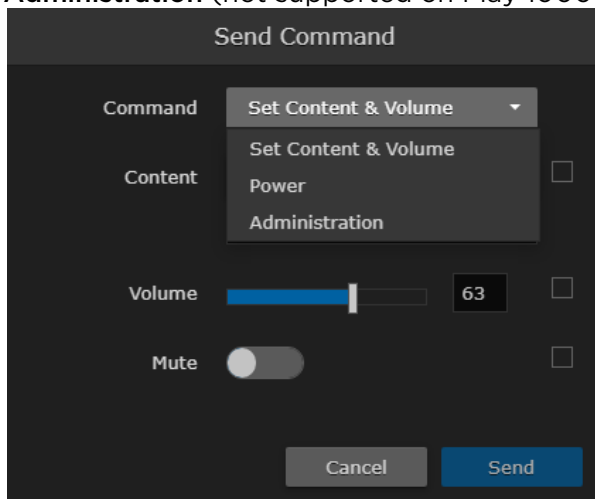 Administration (not supported on Play 1000
Send Command
Command Set Content & Volume
Set Content & Volume
Content
Power
Administration
Volume 63
Mute
Cancel Send